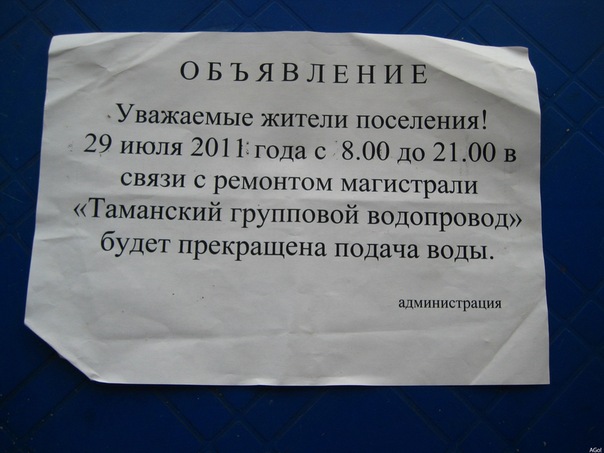 ОБЪЯВЛЕНИЕ
Уважаемые жители поселения!
29 июля 2011 года с 8.00 до 21.00 в
связи с ремонтом магистрали
«Таманский групповой водопровод»
будет прекращена подача воды.
администрация
AGol